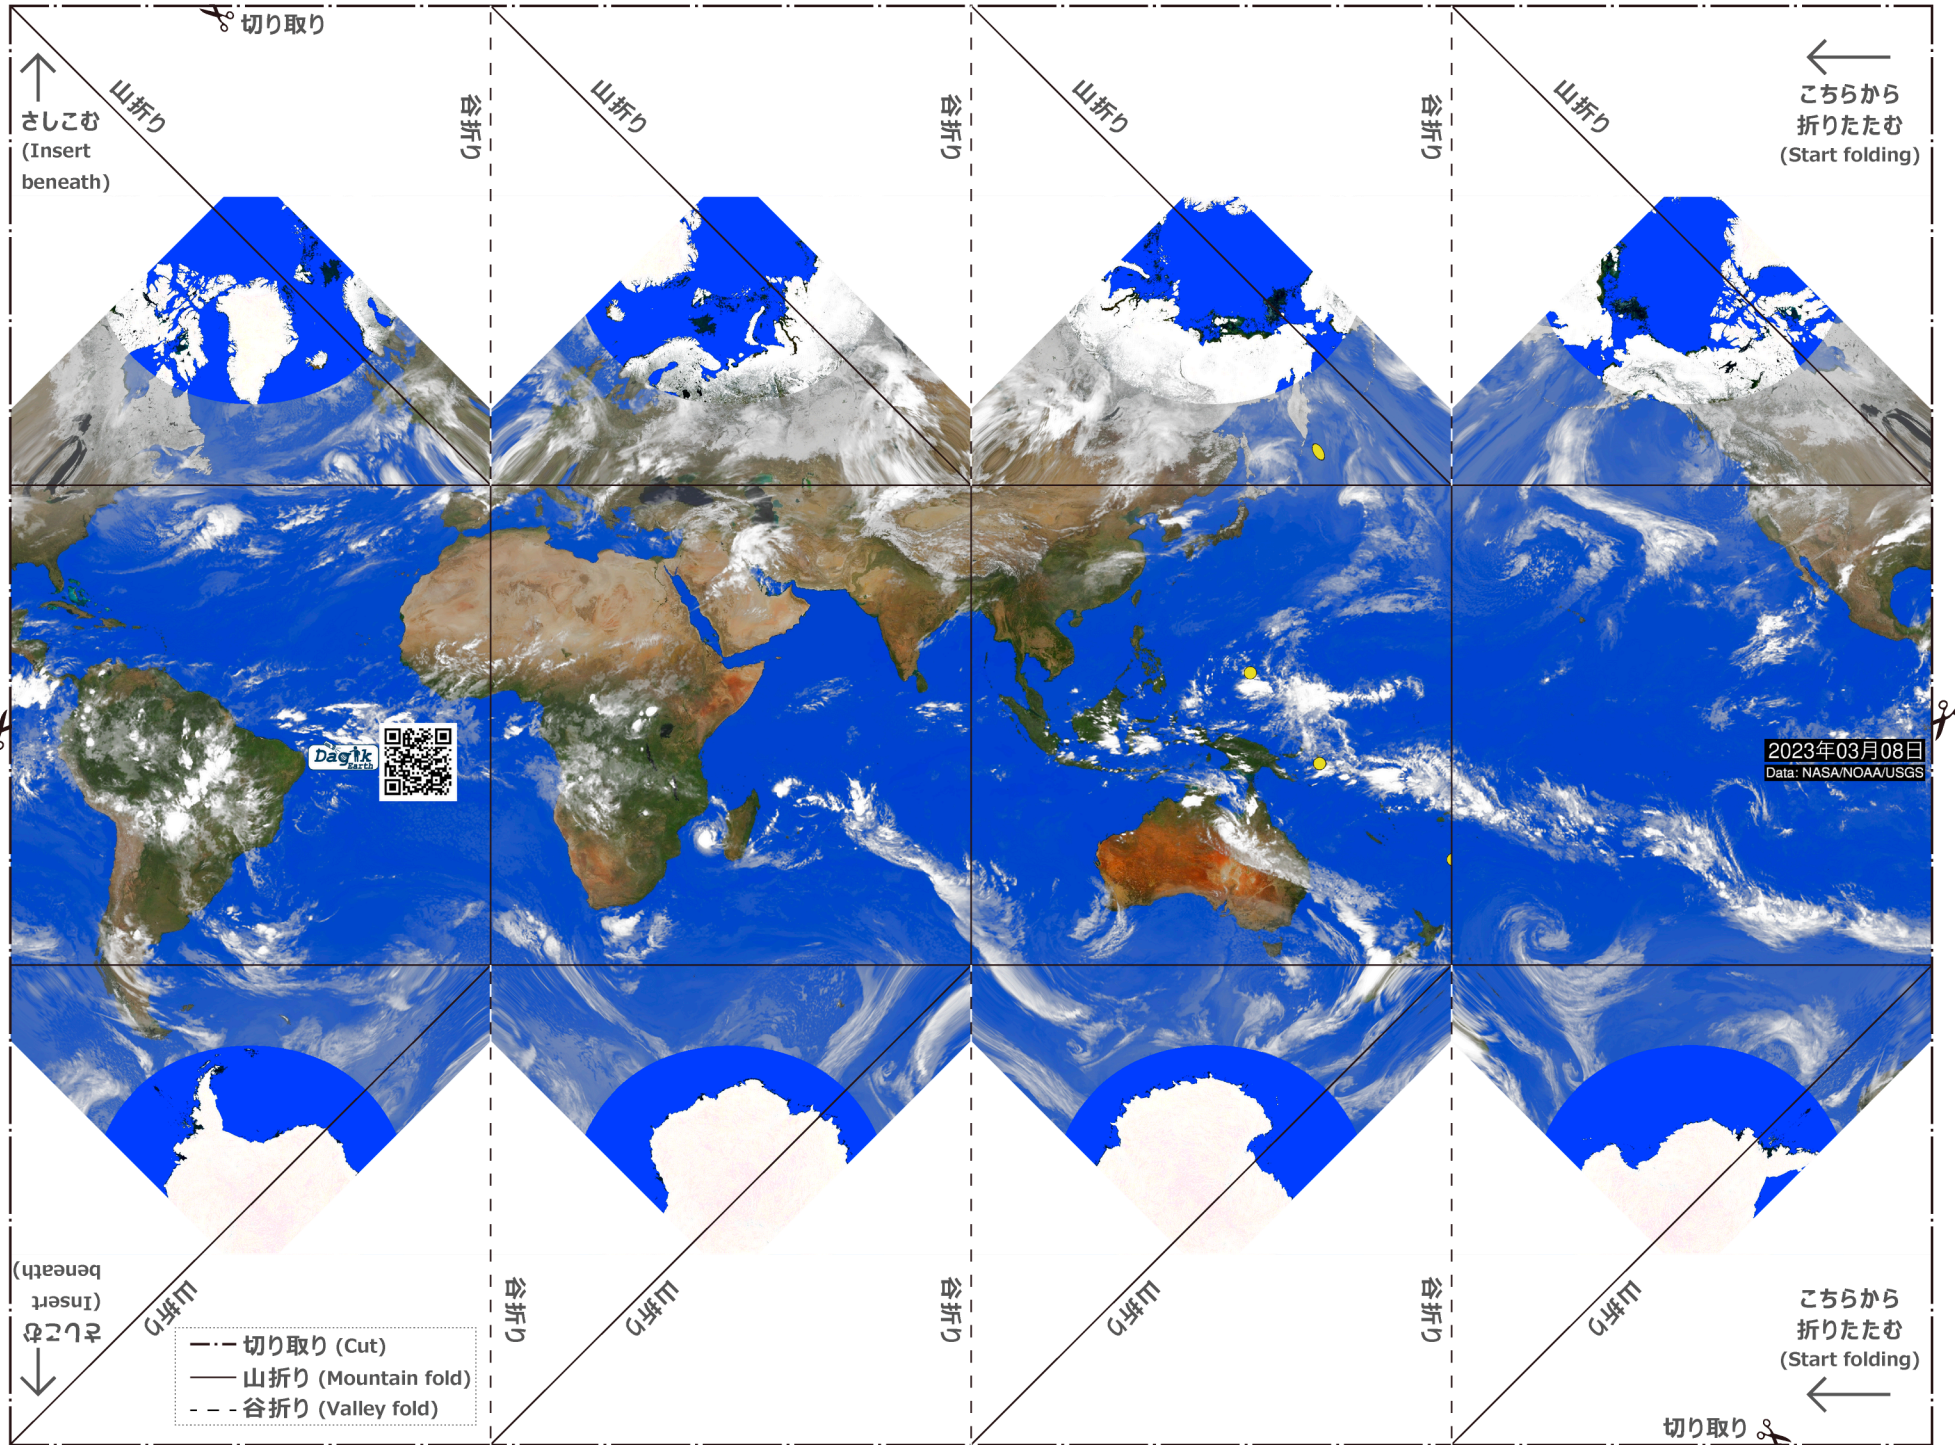 切り取り
さしこむ
(Insert
beneath)
山折り
谷折り
山折り
谷折り
山折り
谷折り
山折り
こちらから
折りたたむ
(Start folding)
Dagik
Earth
2023年03月08日
Data: NASA/NOAA/USGS
さしこむ
(Insert
beneath)
山折り
谷折り
山折り
谷折り
山折り
谷折り
山折り
こちらから
折りたたむ
(Start folding)
切り取り (Cut)
山折り (Mountain fold)
谷折り (Valley fold)
切り取り